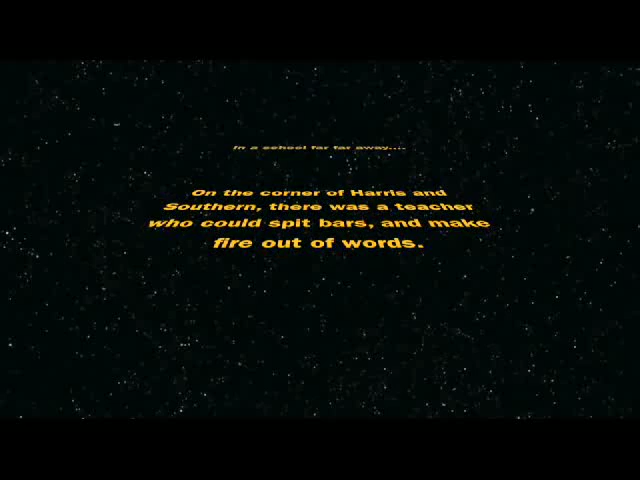 In a school far far away....
On the corner of Harris and
Southern, there was a teacher
who could spit bars, and make
fire out of words.